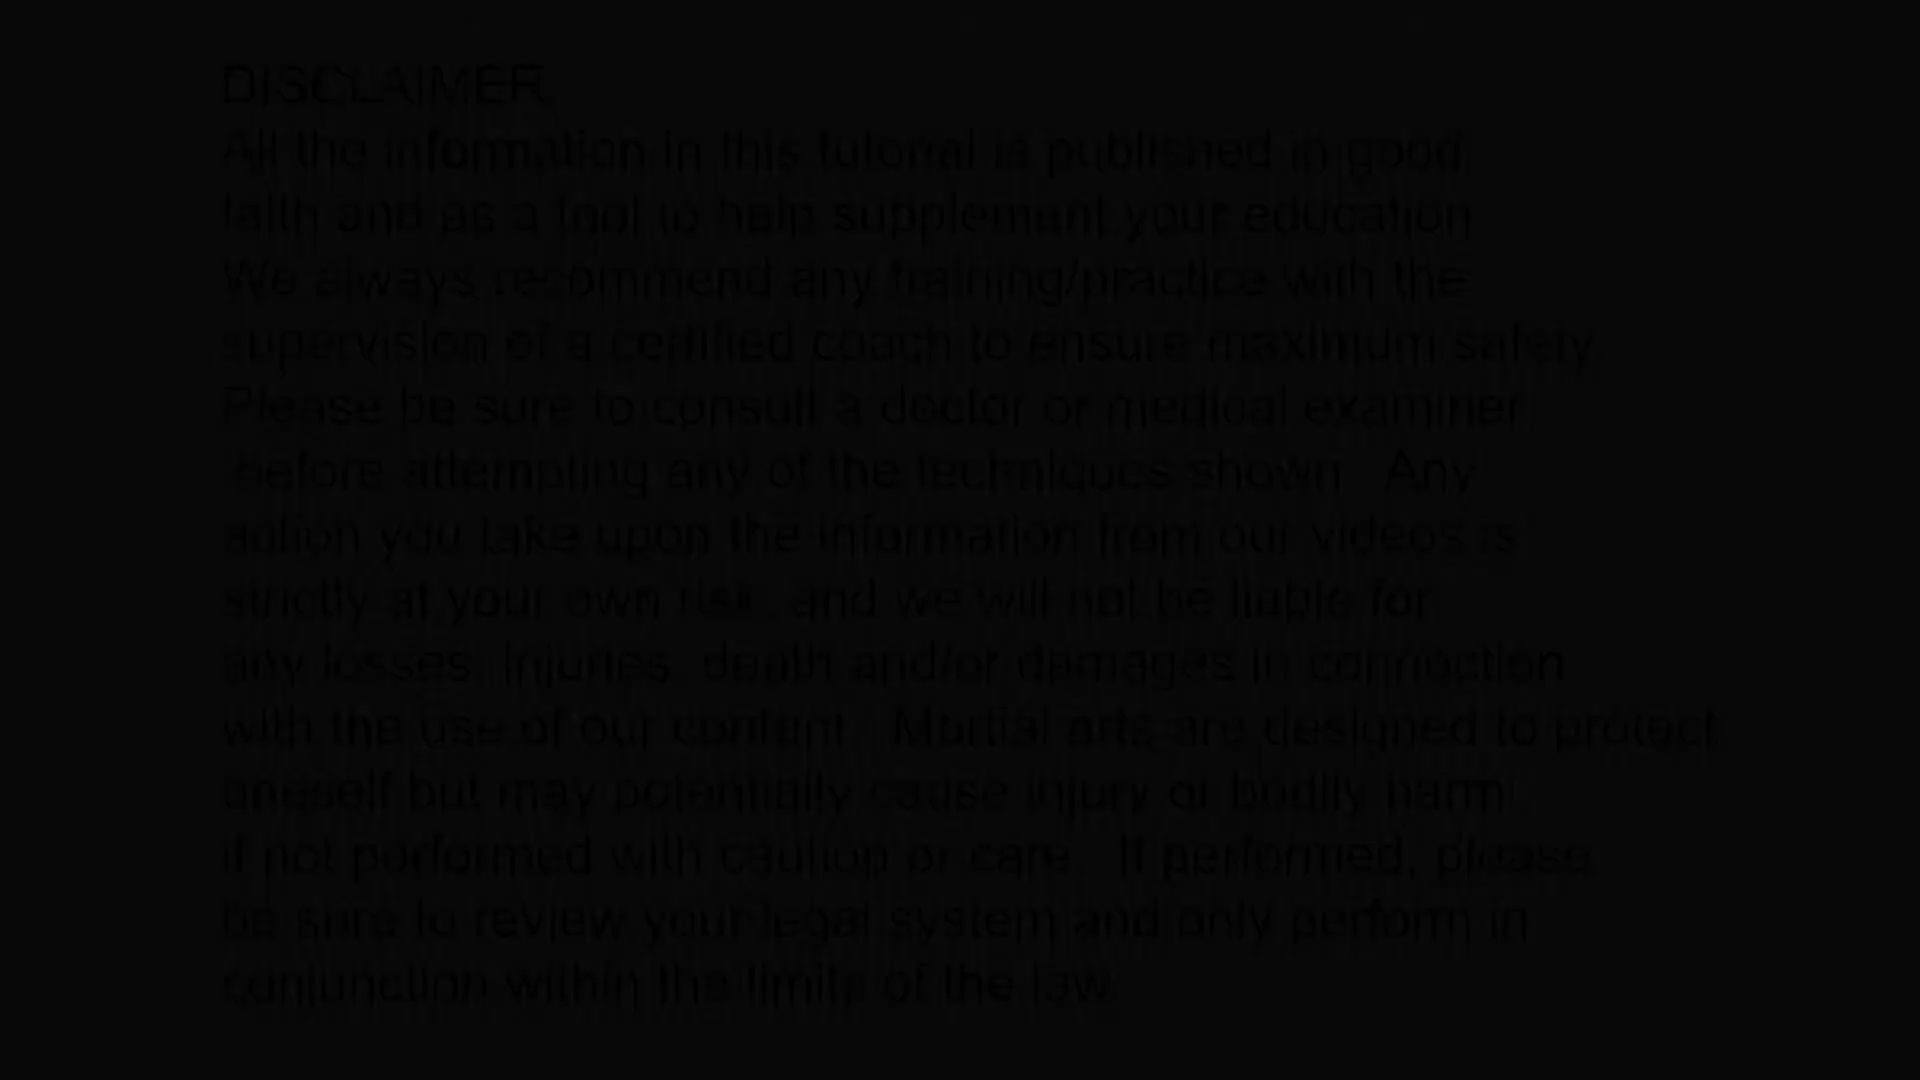 DISCLAIMER
All the information in this tutorial is published in good
faith and as a tool to help supplement your education
We always recommend any training/practice with the
supervision of a certified coach to ensure maximum safety.
Please be sure to consult a doctor or medical examiner
before attempting any of the techniques shown. Any
action you take upon the information from our videos is
strictly at your own risk, and we will not be liable for
any losses, injuries, death and/or damages in connection
with the use of our content. Martial arts are designed to protect
oneself but may potentially cause injury or bodily harm
if not performed with caution or care. If performed, please
be sure to review your legal system and only perform in
conjunction within the limits of the law.